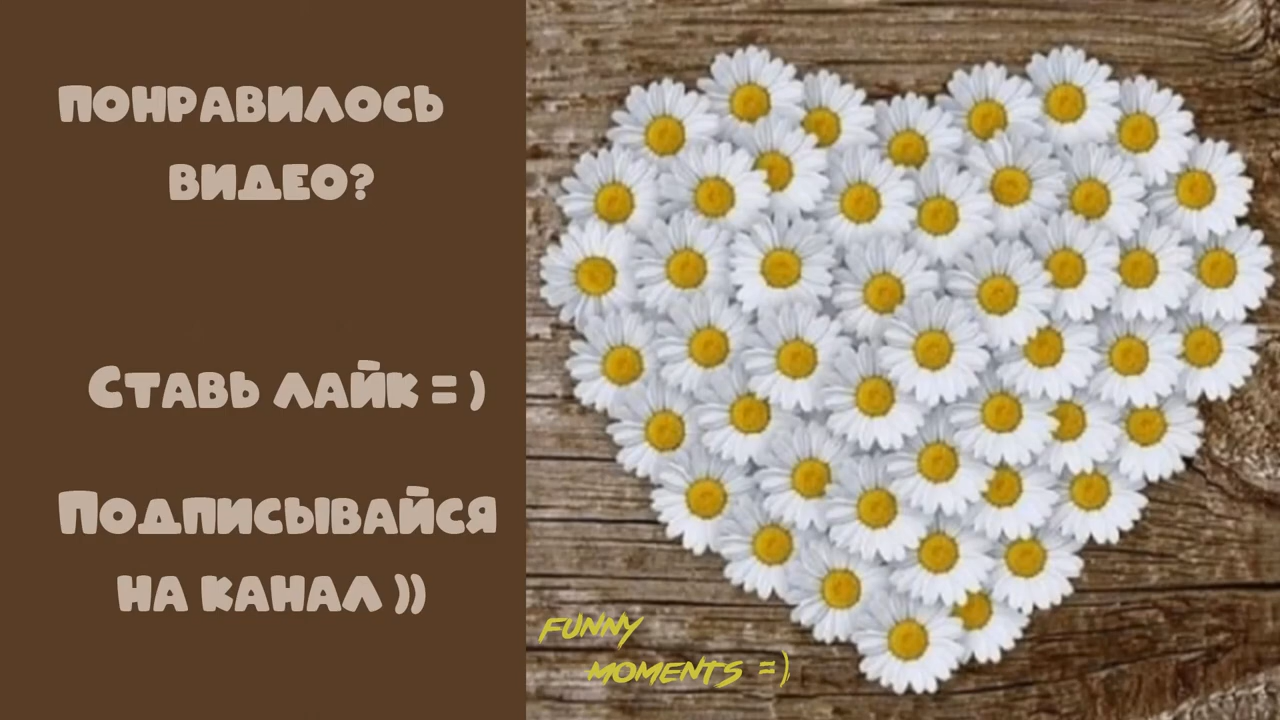 ПОНРАВИЛОСЬ
ВИДЕО?
СТАВЬ ЛАЙК = )
ПОДПИСЫВАЙСЯ
НА КАНАЛ ))
FUNNY
MOMENTS =)